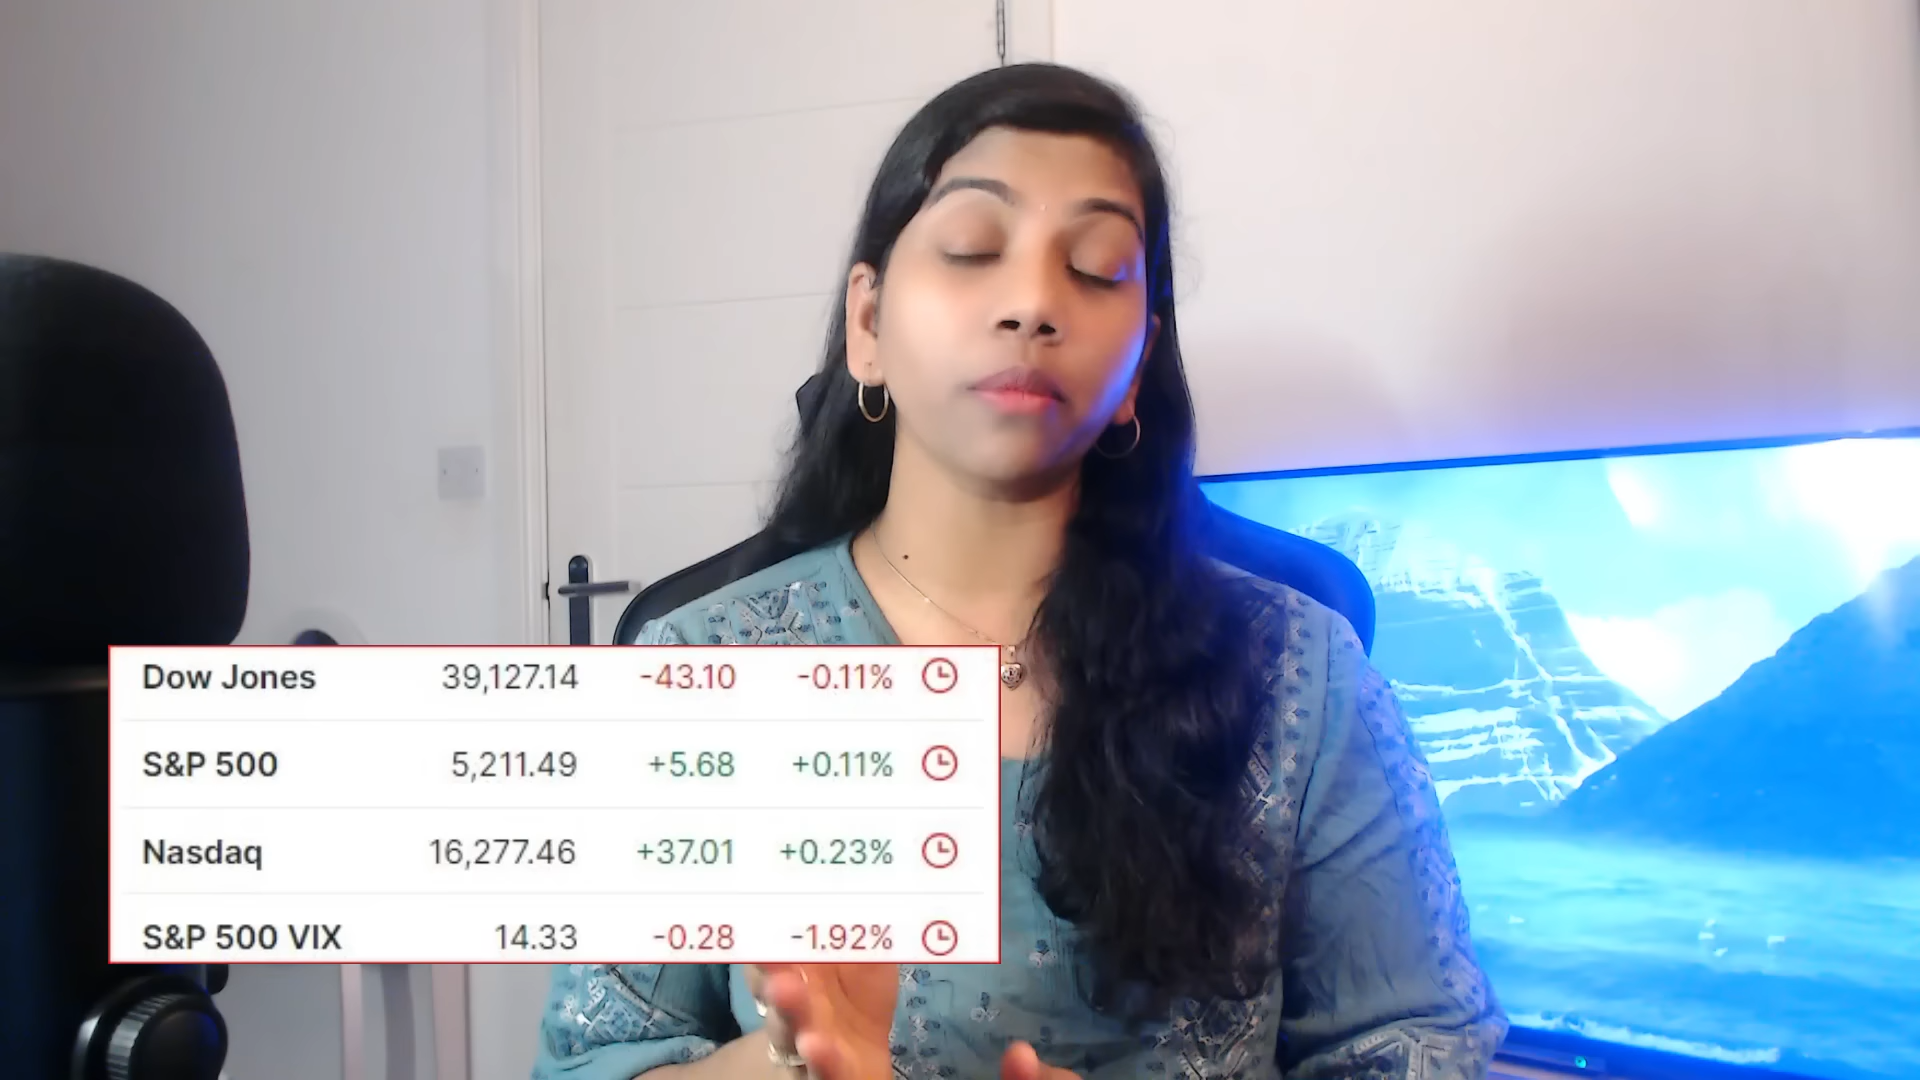 Dow Jones 39,127.14 -43.10 -0.11%
S&P 500 5,211.49 +5.68 +0.11%
Nasdaq 16,277.46 +37.01 +0.23%
S&P 500 VIX 14.33 -0.28 -1.92%